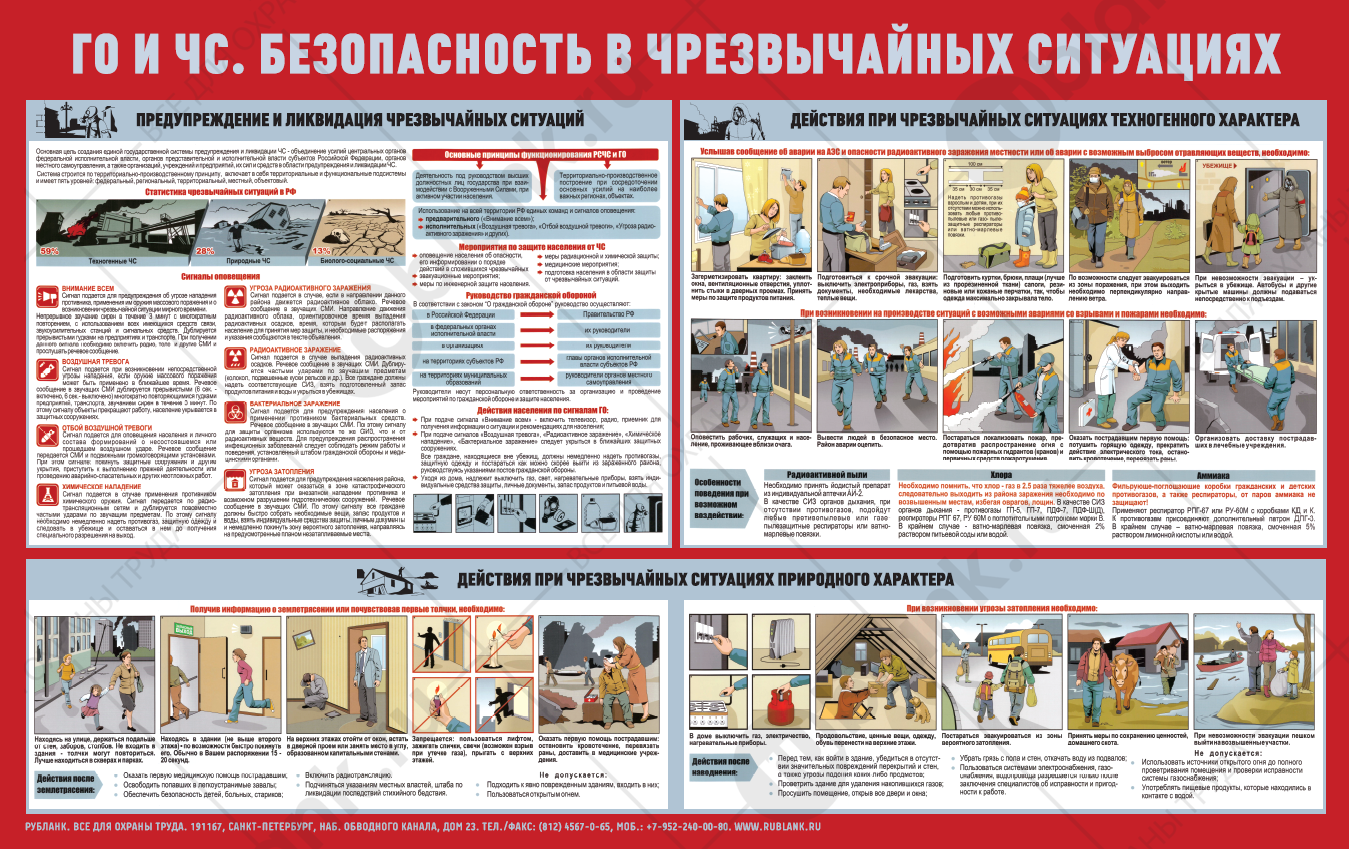 ГО И ЧС. БЕЗОПАСНОСТЬ В ЧРЕЗВЫЧАЙНЫХ СИТУАЦИЯХ
ПРЕДУПРЕЖДЕНИЕ И ЛИКВИДАЦИЯ ЧРЕЗВЫЧАЙНЫХ СИТУАЦИЙ
Основная цель создания единой государственной системы предупреждения и ликвидации ЧС - объединение усилий центральных органов
федеральной исполнительной власти, органов представительной и исполнительной власти субъектов Российской Федерации, органов
местного самоуправления, а также организаций, учреждений и предприятий, их сил и средств в области предупреждения и ликвидации ЧС.
Система строится по территориально-производственному принципу, включает в себя территориальные и функциональные подсистемы
и имеет пять уровней: федеральный, региональный, территориальный, местный, объектовый.
Статистика чрезвычайных ситуаций в РФ
59%
Техногенные ЧС
28%
Природные ЧС
13%
Биолого-социальные ЧС
Сигналы оповещения
ВНИМАНИЕ ВСЕМ
Сигнал подается для предупреждения об угрозе нападения
противника, применения им оружия массового поражения и о
возникновении чрезвычайной ситуации мирного времени.
Непрерывное звучание сирен в течение 3 минут с многократным
повторением, с использованием всех имеющихся средств связи,
звукоусилительных станций и сигнальных средств. Дублируется
прерывистыми гудками на предприятиях и транспорте. При получении
данного сигнала необходимо включить радио, теле- и другие СМИ и
прослушать речевое сообщение.
ВОЗДУШНАЯ ТРЕВОГА
Сигнал подается при возникновении непосредственной
угрозы нападения, если оружие массового поражения
может быть применено в ближайшее время. Речевое
сообщение в звучащих СМИ дублируется прерывистыми (6 сек. -
включено, 6 сек - выключено) многократно повторяющимися гудками
предприятий, транспорта, звучанием сирен в течение 3 минут. По
этому сигналу объекты прекращают работу, население укрывается в
защитных сооружениях.
ОТБОЙ ВОЗДУШНОЙ ТРЕВОГИ
Сигнал подается для оповещения населения и личного
состава формирований о несостоявшемся или
прошедшем воздушном ударе. Речевое сообщение
передается СМИ и подвижными громкоговорящими установками.
При этом сигнале: покинуть защитные сооружения и другие
укрытия, приступить к выполнению прежней деятельности или
проведению аварийно-спасательных и других неотложных работ.
ХИМИЧЕСКОЕ НАПАДЕНИЕ
Сигнал подается в случае применения противником
химического оружия. Сигнал передается по радио-
трансляционным сетям и дублируется повсеместно
частыми ударами по звучащим предметам. По этому сигналу
необходимо немедленно надеть противогаз, защитную одежду и
следовать в убежище и оставаться в нем до получения
специального разрешения на выход.
УГРОЗА РАДИОАКТИВНОГО ЗАРАЖЕНИЯ
Сигнал подается в случае, если в направлении данного
района движется радиоактивное облако. Речевое
сообщение в звучащих СМИ. Направление движения
радиоактивного облака, ориентировочное время выпадения
радиоактивных осадков, время, которым будет располагать
население для принятия мер защиты, и необходимые распоряжения
и указания сообщаются в тексте объявления.
РАДИОАКТИВНОЕ ЗАРАЖЕНИЕ
Сигнал подается в случае выпадения радиоактивных
осадков. Речевое сообщение в звучащих СМИ. Дублиру-
ется частыми ударами по звучащим предметам
(колокол, подвешенные куски рельсов и др.). Все граждане должны
надеть соответствующие СИЗ, взять подготовленный запас
продуктов питания и воды и укрыться в убежищах.
БАКТЕРИАЛЬНОЕ ЗАРАЖЕНИЕ
Сигнал подается для предупреждения населения о
применении противником бактериальных средств.
Речевое сообщение в звучащих СМИ. По этому сигналу
для защиты организма используются те же СИЗ, что и от
радиоактивных веществ. Для предупреждения распространения
инфекционных заболеваний следует соблюдать режим работы и
поведения, установленный штабом гражданской обороны и меди-
цинскими органами.
УГРОЗА ЗАТОПЛЕНИЯ
Сигнал подается для предупреждения населения района,
который может оказаться в зоне катастрофического
затопления при внезапном нападении противника и
возможном разрушении гидротехнических сооружений. Речевое
сообщение в звучащих СМИ. По этому сигналу все граждане
должны быстро собрать необходимые вещи, запас продуктов и
воды, взять индивидуальные средства защиты, личные документы
и немедленно покинуть зону вероятного затопления, направляясь
на предусмотренные планом незатапливаемые места.
Основные принципы функционирования РСЧС и ГО
Деятельность под руководством высших
должностных лиц государства при взаи-
модействии с Вооруженными Силами, при
активном участии населения.
Территориально-производственное
построение при сосредоточении
основных усилий на наиболее
важных регионах, объектах.
Использование на всей территории РФ единых команд и сигналов оповещения:
предварительного («Внимание всем»);
исполнительных («Воздушная тревога», «Отбой воздушной тревоги», «Угроза радио-
активного заражения» и других).
Мероприятия по защите населения от ЧС
оповещение населения об опасности,
его информирование о порядке
действий в сложившихся чрезвычайных
эвакуационные мероприятия;
меры по инженерной защите населения.
меры радиационной и химической защиты;
медицинские мероприятия;
подготовка населения в области защиты
от чрезвычайных ситуаций.
Руководство гражданской обороной
В соответствии с законом "О гражданской обороне" руководство осуществляют:
в Российской Федерации
Правительство РФ
в федеральных органах
исполнительной власти
их руководители
в организациях
их руководители
на территориях субъектов РФ
главы органов исполнительной
власти субъектов РФ
на территориях муниципальных
образований
руководители органов местного
самоуправления
Руководители несут персональную ответственность за организацию и проведение
мероприятий по гражданской обороне и защите населения.
Действия населения по сигналам ГО:
При подаче сигнала «Внимание всем» - включить телевизор, радио, приемник для
получения информации о ситуации и рекомендации для населения;
При подаче сигналов «Воздушная тревога», «Радиоактивное заражение», «Химическое
нападение», «Бактериальное заражение» следует укрыться в ближайших защитных
сооружениях.
Все граждане, находящиеся вне убежища, должны немедленно надеть противогазы,
защитную одежду и постараться как можно скорее выйти из зараженного района,
руководствуясь указаниями постов гражданской обороны.
Уходя из дома, надлежит выключить газ, свет, нагревательные приборы, взять инди-
видуальные средства защиты, личные документы, запас продуктов и питьевой воды.
ДЕЙСТВИЯ ПРИ ЧРЕЗВЫЧАЙНЫХ СИТУАЦИЯХ ТЕХНОГЕННОГО ХАРАКТЕРА
Услышав сообщение об аварии на АЭС и опасности радиоактивного заражения местности или об аварии с возможным выбросом отравляющих веществ, необходимо:
100 см
35 см 30 см 35 см
Надеть противогазы
взрослым и детям, при их
отсутствии можно исполь-
зовать любые противо-
пылевые или газо- пыле-
защитные респираторы
или ватно-марлевые
повязки.
УБЕЖИЩЕ
Загерметизировать квартиру: заклеить
окна, вентиляционные отверстия, уплот-
нить стыки в дверных проемах. Принять
меры по защите продуктов питания.
Подготовиться к срочной эвакуации:
выключить электроприборы, газ, взять
документы, необходимые лекарства,
теплые вещи.
Подготовить куртки, брюки, плащи (лучше
из прорезиненной ткани) сапоги, рези-
новые или кожаные перчатки, так, чтобы
одежда максимально закрывала тело.
По возможности следует эвакуироваться
из зоны поражения, при этом выходить
необходимо перпендикулярно направ-
лению ветра.
При невозможности эвакуации - ук-
рыться в убежище. Автобусы и другие
крытые машины должны подаваться
непосредственно к подъездам.
При возникновении на производстве ситуаций с возможными авариями со взрывами и пожарами необходимо:
Оповестить рабочих, служащих и насе-
ление, проживающее вблизи очага.
Вывести людей в безопасное место.
Район аварии оцепить.
Постараться локализовать пожар, пре-
дотвратив распространение огня с
помощью пожарных гидрантов (кранов) и
первичных средств пожаротушения.
Оказать пострадавшим первую помощь:
потушить горящую одежду, прекратить
действие электрического тока, остано-
вить кровотечение, перевязать раны.
Организовать доставку пострадав-
ших в лечебные учреждения.
Особенности
поведения при
возможном
воздействии:
Радиоактивной пыли
Необходимо принять йодистый препарат
из индивидуальной аптечки АИ-2.
В качестве СИЗ органов дыхания, при
отсутствии противогазов, подойдут
любые противопылевые или газо-
пылезащитные респираторы или ватно-
марлевые повязки.
Хлора
Необходимо помнить, что хлор - газ в 2.5 раза тяжелее воздуха,
следовательно выходить из района заражения необходимо по
возвышенным местам, избегая оврагов, лощин. В качестве СИЗ
органов дыхания - противогазы ГП-5, ГП-7, ПДФ-7, ПДФ-Ш(Д),
респираторы РПГ 67, РУ 60М с поглотительными патронами марки В.
В крайнем случае - ватно-марлевая повязка, смоченная 2%
раствором питьевой соды или водой.
Аммиака
Фильтрующе-поглощающие коробки гражданских и детских
противогазов, а также респираторы, от паров аммиака не
защищают!
Применяют респиратор РПГ-67 или РУ-60М с коробками КД и К.
К противогазам присоединяют дополнительный патрон ДПГ-3.
В крайнем случае – ватно-марлевая повязка, смоченная 5%
раствором лимонной кислоты или водой.
ДЕЙСТВИЯ ПРИ ЧРЕЗВЫЧАЙНЫХ СИТУАЦИЯХ ПРИРОДНОГО ХАРАКТЕРА
Получив информацию о землетрясении или почувствовав первые толчки, необходимо:
Находясь на улице, держаться подальше
от стен, заборов, столбов. Не входить в
здания - толчки могут повториться.
Лучше находиться в скверах и парках.
Находясь в здании (не выше второго
этажа) - по возможности быстро покинуть
его. Обычно в Вашем распоряжении 15 -
20 секунд.
На верхних этажах отойти от окон, встать
в дверной проем или занять место в углу,
образованном капитальными стенами.
Запрещается: пользоваться лифтом,
зажигать спички, свечи (возможен взрыв
при утечке газа), прыгать с верхних
этажей.
Оказать первую помощь пострадавшим:
остановить кровотечение, перевязать
раны, доставить в медицинские учреж-
дения.
Действия после
землетрясения:
Оказать первую медицинскую помощь пострадавшим;
Освободить попавших в легкоустранимые завалы;
Обеспечить безопасность детей, больных, стариков;
Включить радиотрансляцию.
Подчиняться указаниям местных властей, штаба по
ликвидации последствий стихийного бедствия.
Не допускается:
Подходить к явно поврежденным зданиям, входить в них;
Пользоваться открытым огнем.
При возникновении угрозы затопления необходимо:
В доме выключить газ, электричество,
нагревательные приборы.
Продовольствие, ценные вещи, одежду,
обувь перенести на верхние этажи.
Постараться эвакуироваться из зоны
вероятного затопления.
Принять меры по сохранению ценностей,
домашнего скота.
При невозможности эвакуации пешком
выйти на возвышенные участки.
Действия после
наводнения:
Перед тем, как войти в здание, убедиться в отсутст-
вии значительных повреждений перекрытий и стен,
а также угрозы падения каких либо предметов;
Проветрить здание для удаления накопившихся газов;
Просушить помещение, открыв все двери и окна;
Убрать грязь с пола и стен, откачать воду из подвалов;
Пользоваться системами электроснабжения, газо-
снабжения, водопровода разрешается только после
заключения специалистов об исправности и пригод-
ности к работе.
Не допускается:
Использовать источники открытого огня до полного
проветривания помещения и проверки исправности
системы газоснабжения;
Употреблять пищевые продукты, которые находились в
контакте с водой.
РУБЛАНК. ВСЕ ДЛЯ ОХРАНЫ ТРУДА. 191167, САНКТ-ПЕТЕРБУРГ, НАБ. ОБВОДНОГО КАНАЛА, ДОМ 23. ТЕЛ./ФАКС: (812) 4567-0-65, МОБ.: +7-952-240-00-80. WWW.RUBLANK.RU